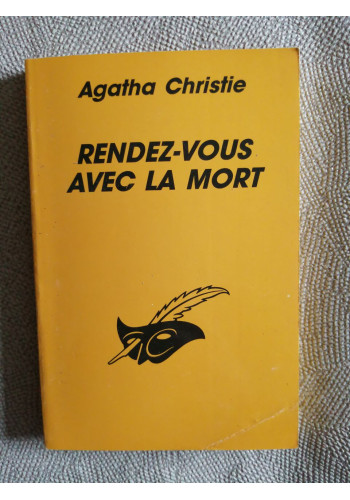 Agatha Christie
RENDEZ-VOUS
AVEC LA MORT